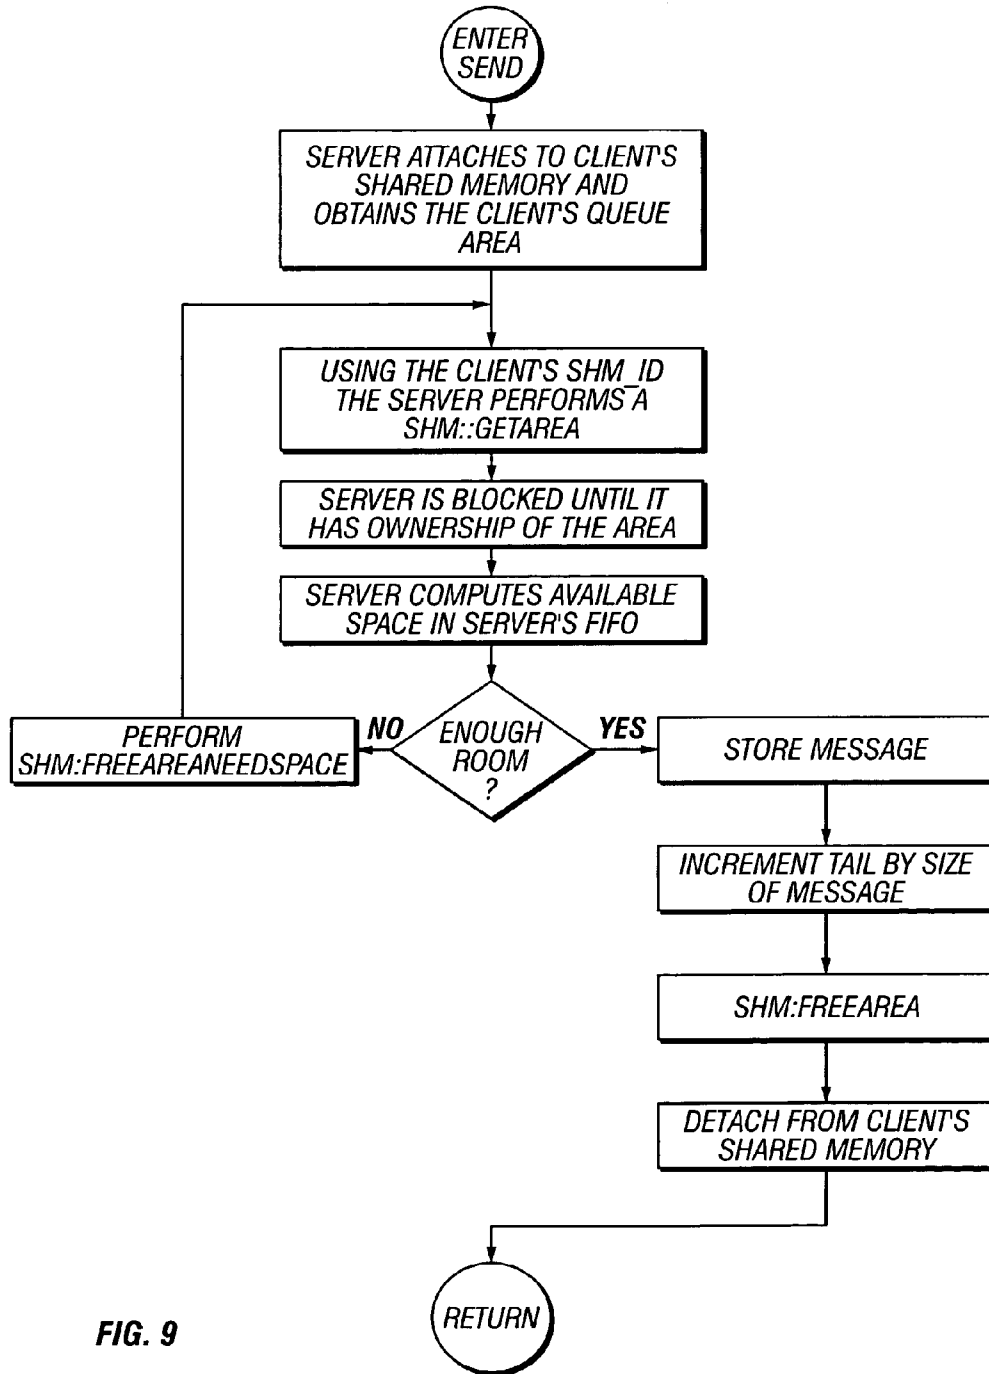 ENTER
SEND
SERVER ATTACHES TO CLIENT'S
SHARED MEMORY AND
OBTAINS THE CLIENT'S QUEUE
AREA
USING THE CLIENT'S SHM_ID
THE SERVER PERFORMS A
SHM::GETAREA
SERVER IS BLOCKED UNTIL IT
HAS OWNERSHIP OF THE AREA
SERVER COMPUTES AVAILABLE
SPACE IN SERVER'S FIFO
ENOUGH
ROOM
?
NO
PERFORM
SHM:FREEAREANEEDSPACE
YES
STORE MESSAGE
INCREMENT TAIL BY SIZE
OF MESSAGE
SHM:FREEAREA
DETACH FROM CLIENT'S
SHARED MEMORY
RETURN
FIG. 9